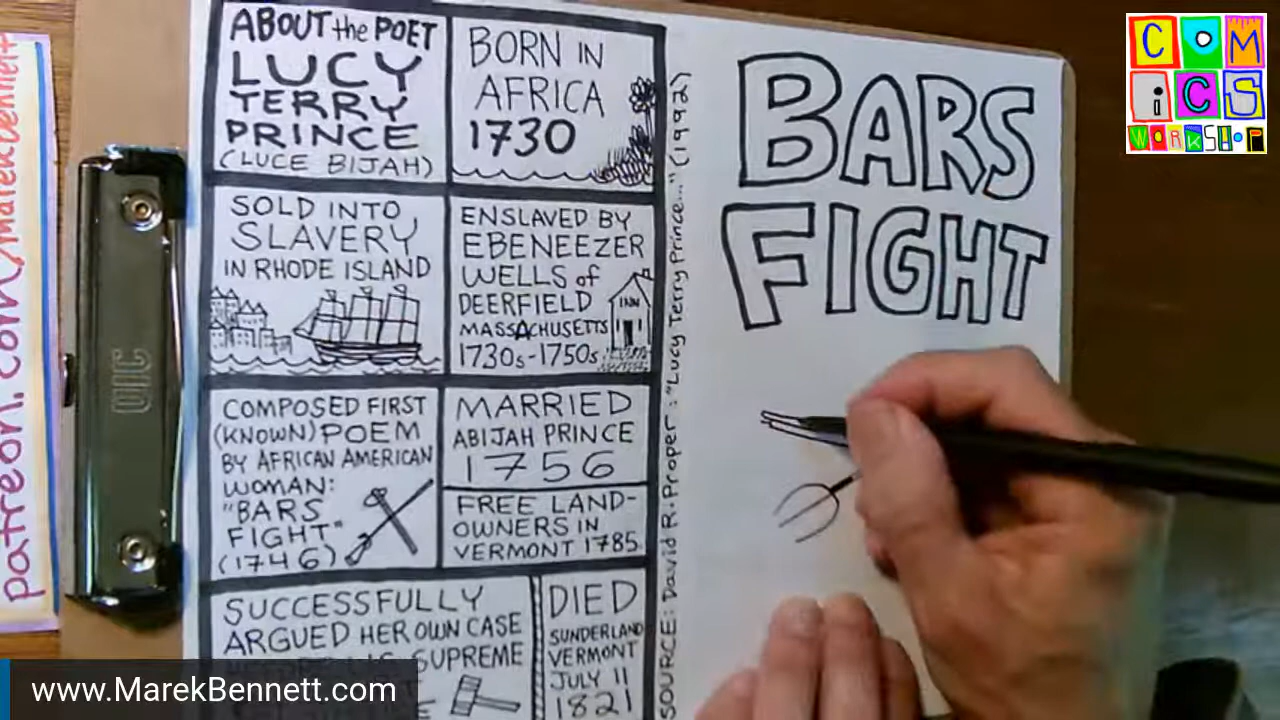 ABOUT the POET
LUCY
TERRY
PRINCE
(LUCE BIJAH)
BORN IN
AFRICA
1730
SOLD INTO
SLAVERY
IN RHODE ISLAND
ENSLAVED BY
EBENEEZER
WELLS of
DEERFIELD
MASSACHUSETTS
1730s-1750s
INN
COMPOSED FIRST
(KNOWN) POEM
BY AFRICAN AMERICAN
WOMAN:
"BARS
FIGHT"
(1746)
MARRIED
ABIJAH PRINCE
1756
FREE LAND-
OWNERS IN
VERMONT 1785
SUCCESSFULLY
ARGUED HER OWN CASE
SUPREME
DIED
SUNDERLAND
VERMONT
JULY 11
1821
SOURCE: David R. Proper: "Lucy Terry Prince..." (1992)
BARS
FIGHT
COMiCS
WORKSHOP
patreon.com/marekbennett
UIC
www.MarekBennett.com